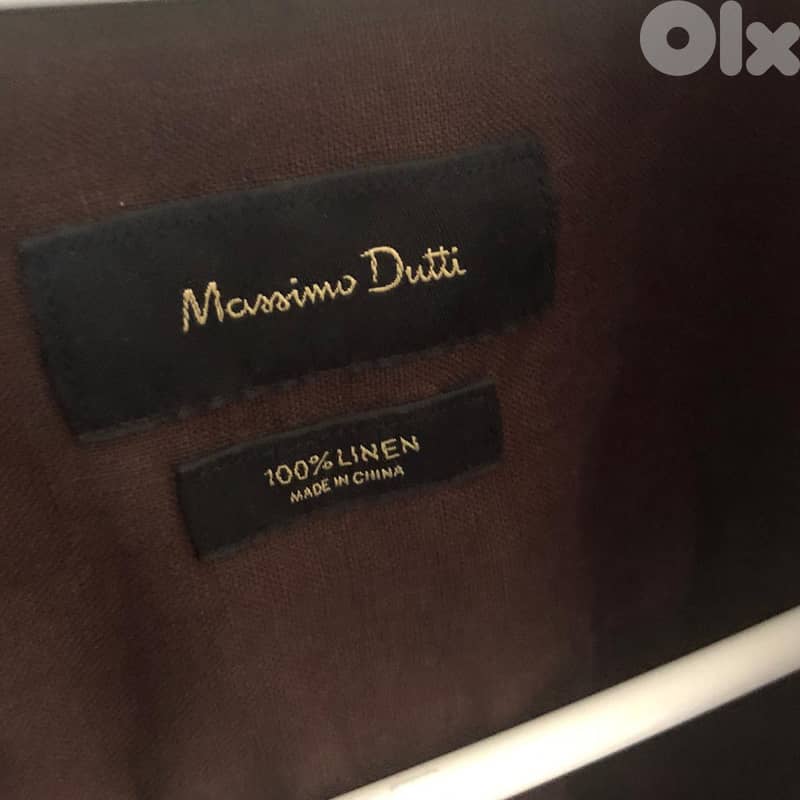 Olx
Massimo Dutti
100% LINEN
MADE IN CHINA